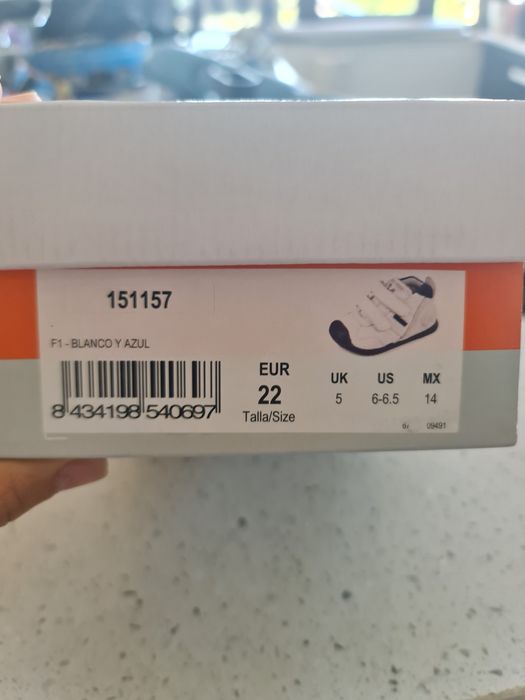 151157
F1 - BLANCO Y AZUL
8 434198 540697
EUR
22
Talla/Size
UK US MX
5 6-6.5 14
09491